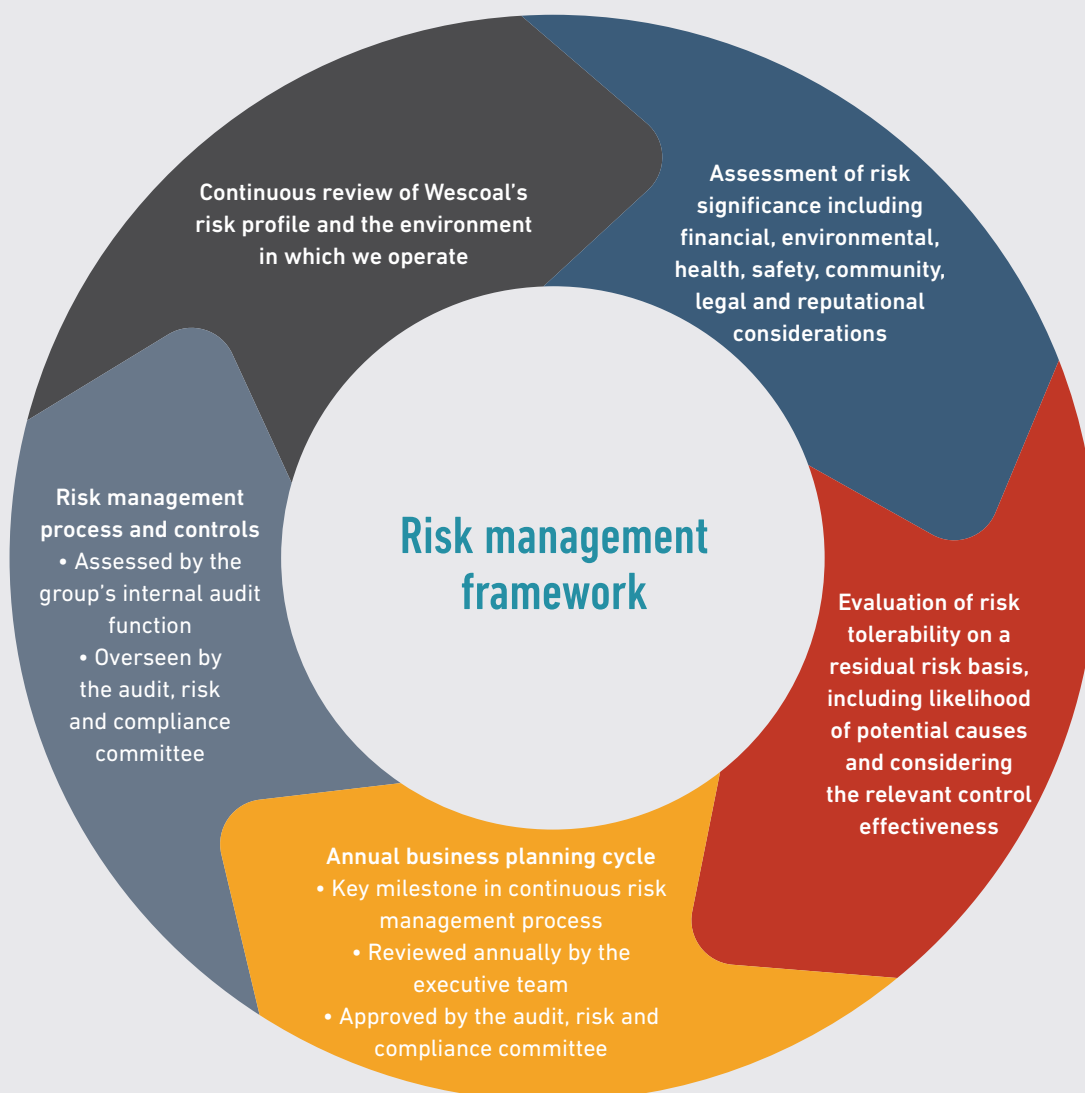 Continuous review of Wescoal’s
risk profile and the environment
in which we operate
Assessment of risk
significance including
financial, environmental,
health, safety, community,
legal and reputational
considerations
Evaluation of risk
tolerability on a
residual risk basis,
including likelihood
of potential causes
and considering
the relevant control
effectiveness
Annual business planning cycle
• Key milestone in continuous risk
management process
• Reviewed annually by the
executive team
• Approved by the audit, risk and
compliance committee
Risk management
process and controls
• Assessed by the
group’s internal audit
function
• Overseen by
the audit, risk
and compliance
committee
Risk management
framework